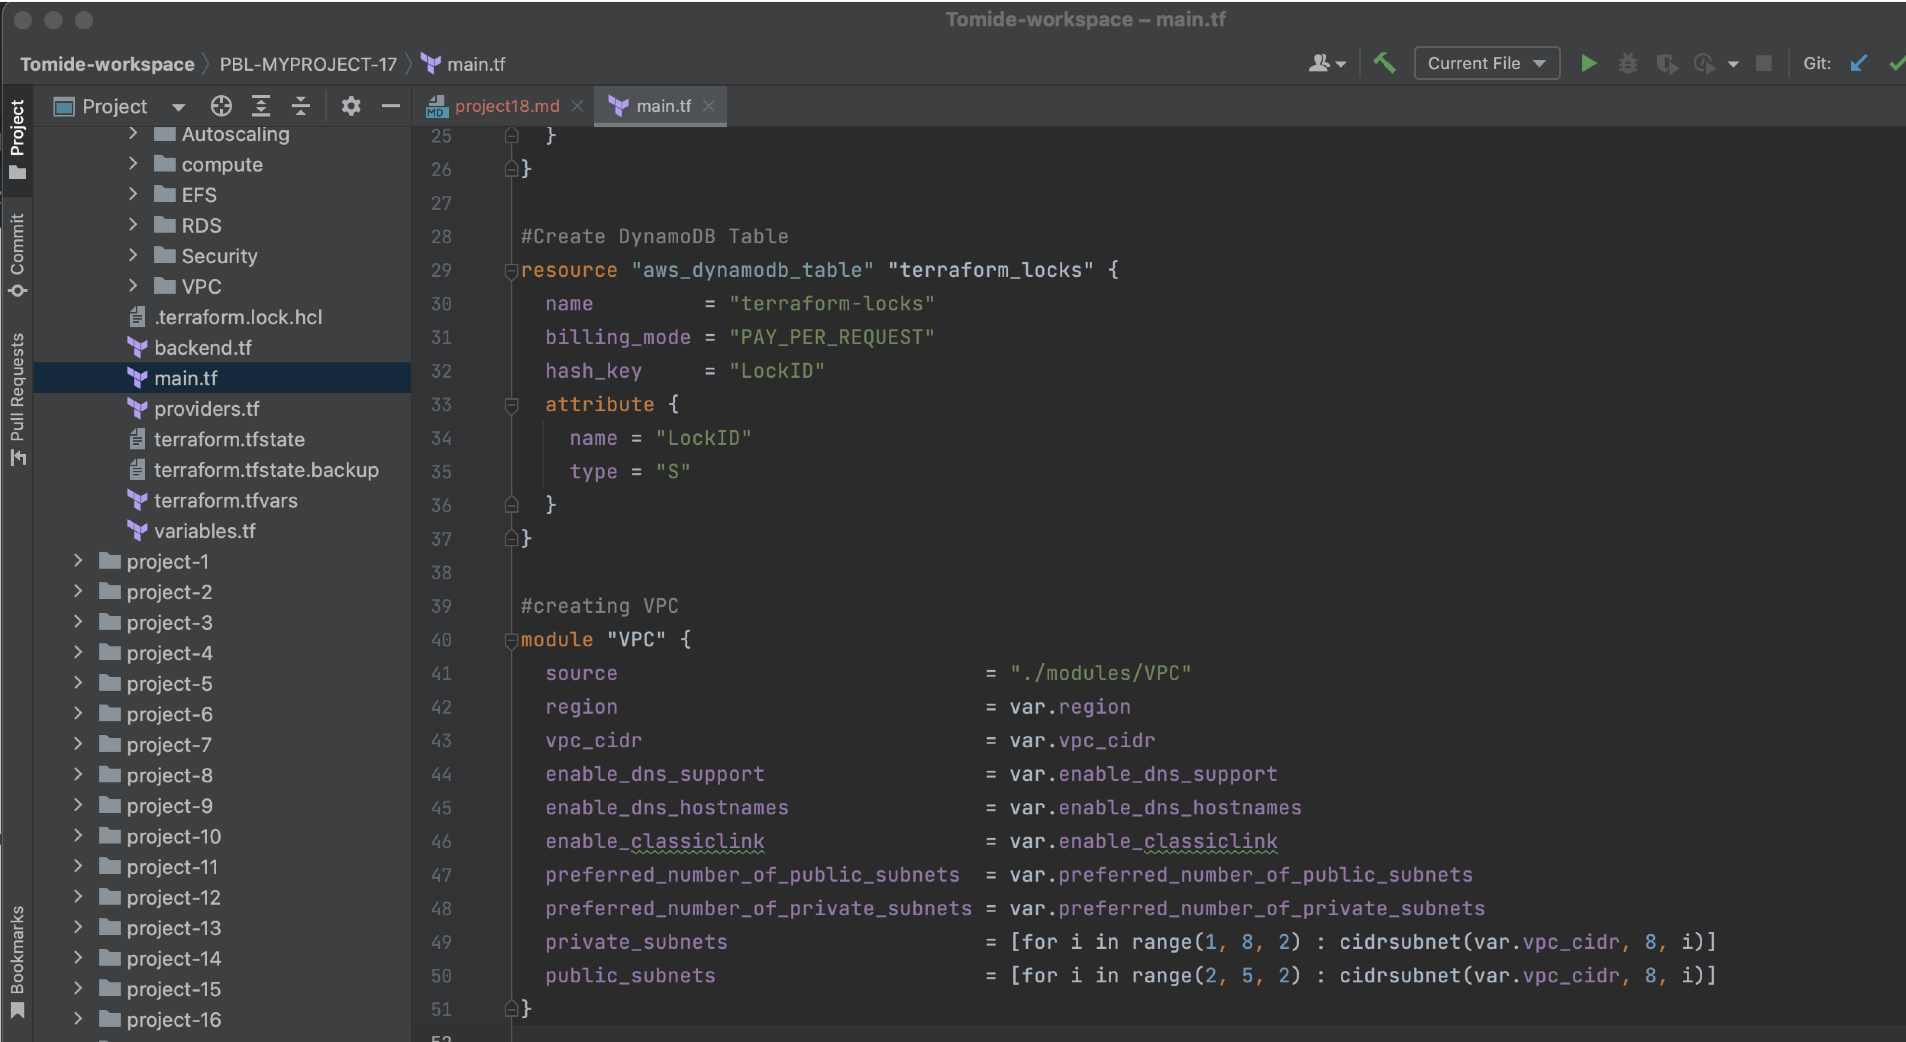 Tomide-workspace – main.tf
Tomide-workspace PBL-MYPROJECT-17 main.tf Current File Git:
Project project18.md main.tf
Project
Commit
Pull Requests
Bookmarks
Autoscaling
compute
EFS
RDS
Security
VPC
.terraform.lock.hcl
backend.tf
main.tf
providers.tf
terraform.tfstate
terraform.tfstate.backup
terraform.tfvars
variables.tf
project-1
project-2
project-3
project-4
project-5
project-6
project-7
project-8
project-9
project-10
project-11
project-12
project-13
project-14
project-15
project-16
25 }
26 }
27
28 #Create DynamoDB Table
29 resource "aws_dynamodb_table" "terraform_locks" {
30 name = "terraform-locks"
31 billing_mode = "PAY_PER_REQUEST"
32 hash_key = "LockID"
33 attribute {
34 name = "LockID"
35 type = "S"
36 }
37 }
38
39 #creating VPC
40 module "VPC" {
41 source = "./modules/VPC"
42 region = var.region
43 vpc_cidr = var.vpc_cidr
44 enable_dns_support = var.enable_dns_support
45 enable_dns_hostnames = var.enable_dns_hostnames
46 enable_classiclink = var.enable_classiclink
47 preferred_number_of_public_subnets = var.preferred_number_of_public_subnets
48 preferred_number_of_private_subnets = var.preferred_number_of_private_subnets
49 private_subnets = [for i in range(1, 8, 2) : cidrsubnet(var.vpc_cidr, 8, i)]
50 public_subnets = [for i in range(2, 5, 2) : cidrsubnet(var.vpc_cidr, 8, i)]
51 }